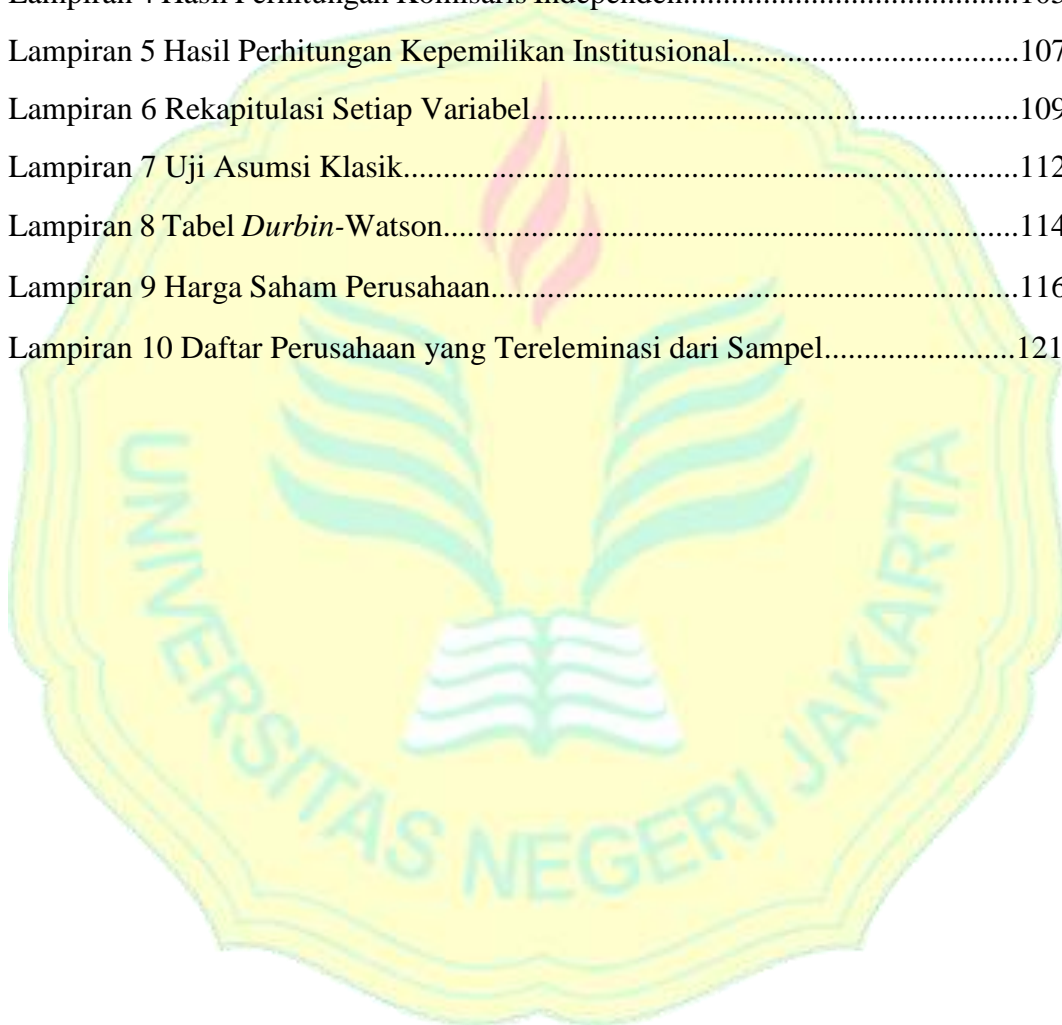 Lampiran 4 Hasil Perhitungan Komisaris Independen
Lampiran 5 Hasil Perhitungan Kepemilikan Institusional....................................107
Lampiran 6 Rekapitulasi Setiap Variabel.............................................................109
Lampiran 7 Uji Asumsi Klasik.............................................................................112
Lampiran 8 Tabel Durbin-Watson........................................................................114
Lampiran 9 Harga Saham Perusahaan..................................................................116
Lampiran 10 Daftar Perusahaan yang Tereleminasi dari Sampel........................121
UNIVERSITAS NEGERI JAKARTA